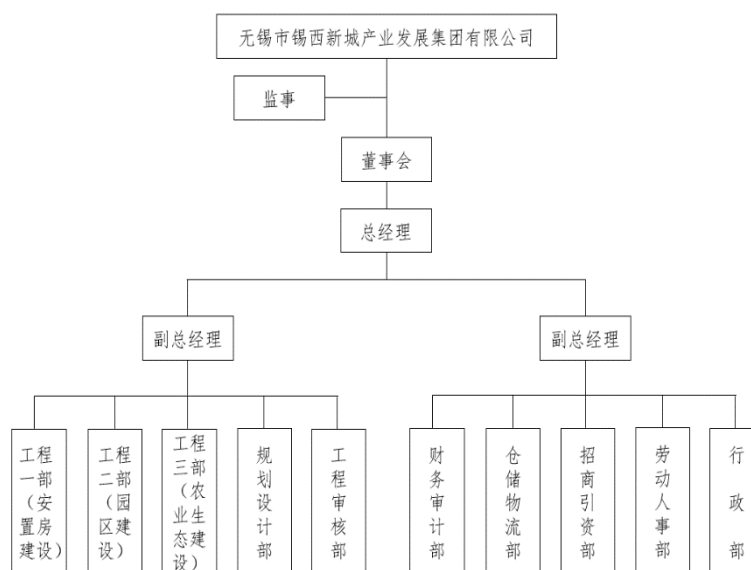 无锡市锡西新城产业发展集团有限公司
监事
董事会
总经理
副总经理
副总经理
工程一部（安置房建设）
工程二部（园区建设）
工程三部（农业生态建设）
规划设计部
工程审核部
财务审计部
仓储物流部
招商引资部
劳动人事部
行政部